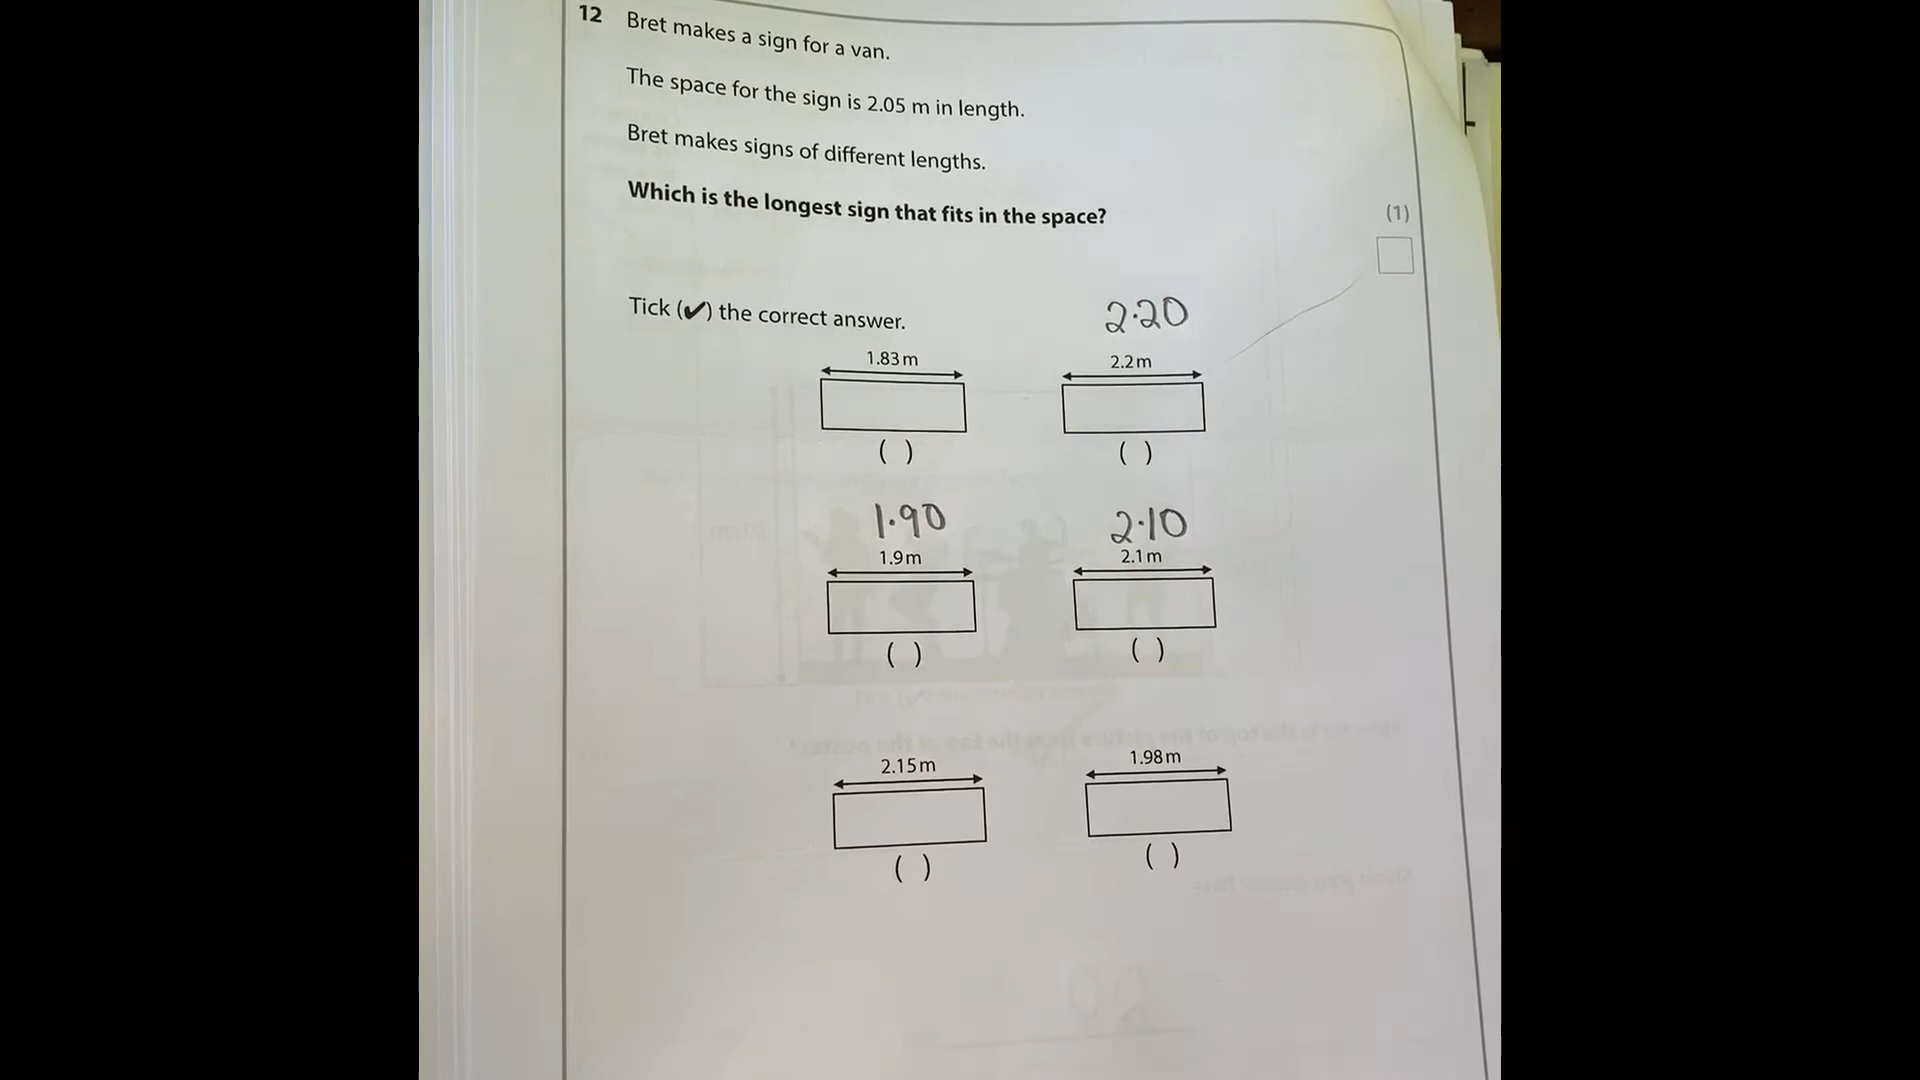 12 Bret makes a sign for a van.
The space for the sign is 2.05 m in length.
Bret makes signs of different lengths.
Which is the longest sign that fits in the space?
(1)
Tick (✔) the correct answer.
2.20
1.83 m 2.2 m
( ) ( )
1.90 2.10
1.9 m 2.1 m
( ) ( )
2.15 m 1.98 m
( ) ( )